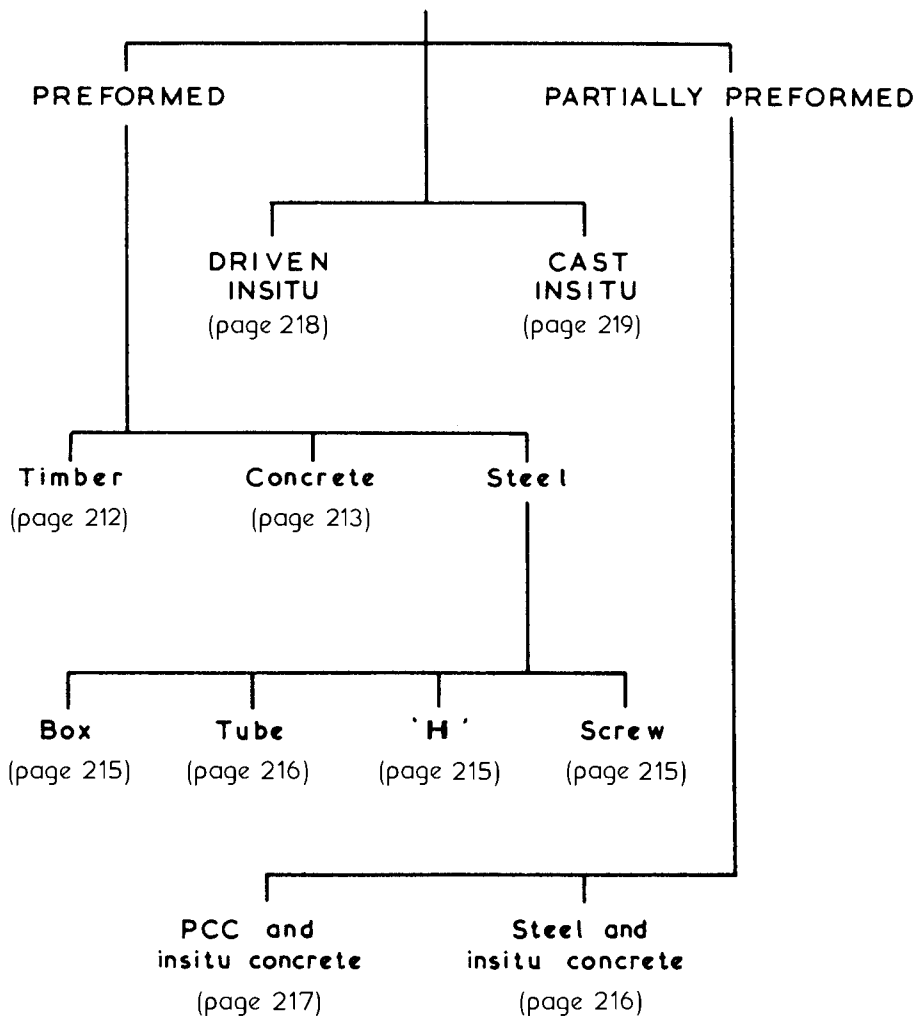 PREFORMED
PARTIALLY PREFORMED
DRIVEN
INSITU
(page 218)
CAST
INSITU
(page 219)
Timber
(page 212)
Concrete
(page 213)
Steel
Box
(page 215)
Tube
(page 216)
'H'
(page 215)
Screw
(page 215)
PCC and
insitu concrete
(page 217)
Steel and
insitu concrete
(page 216)